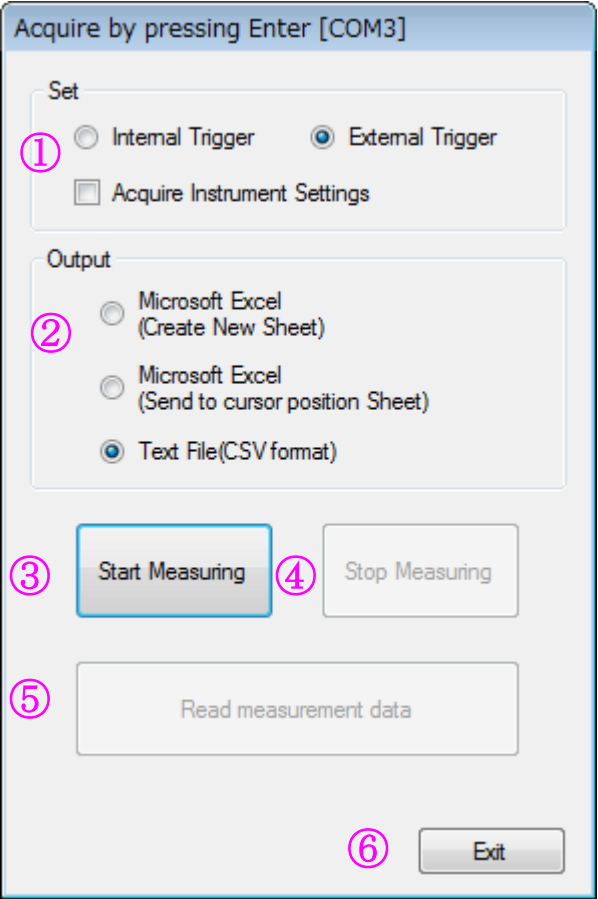 Acquire by pressing Enter [COM3]
Set
① Internal Trigger External Trigger
Acquire Instrument Settings
Output
② Microsoft Excel
(Create New Sheet)
Microsoft Excel
(Send to cursor position Sheet)
Text File(CSV format)
③ Start Measuring ④ Stop Measuring
⑤ Read measurement data
⑥ Exit